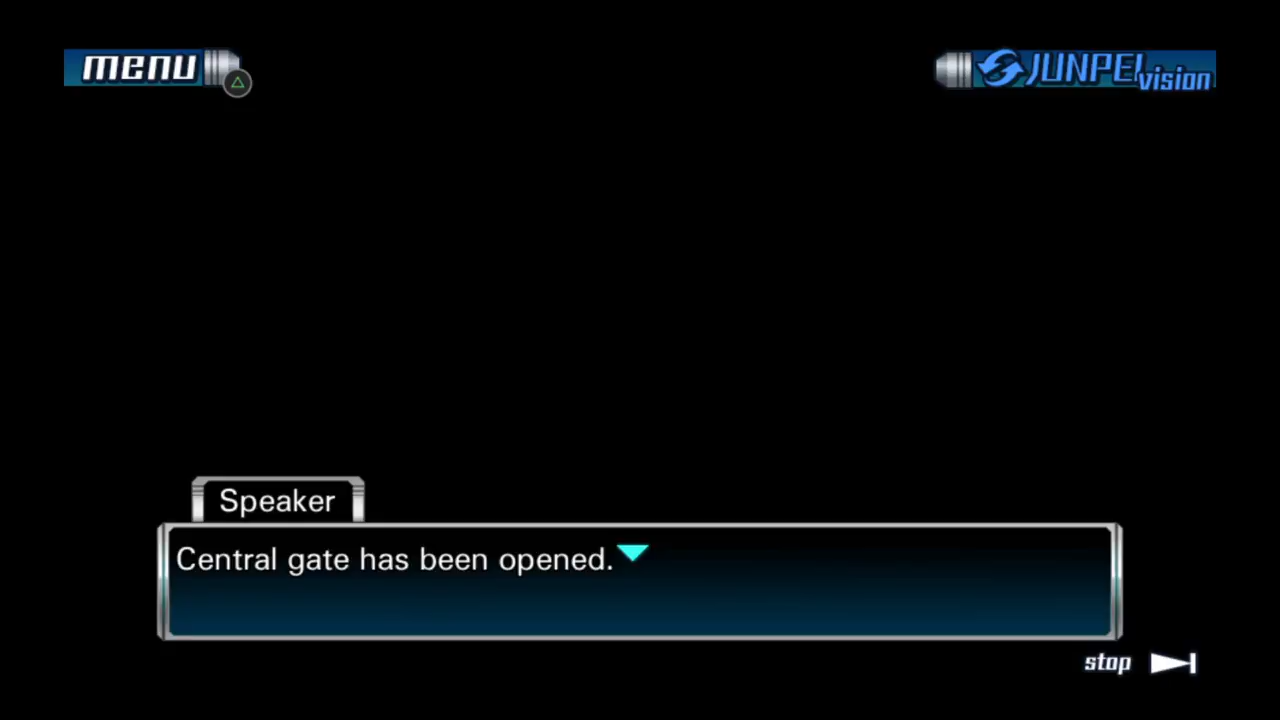 menu
JUNPEI vision
Speaker
Central gate has been opened.
stop